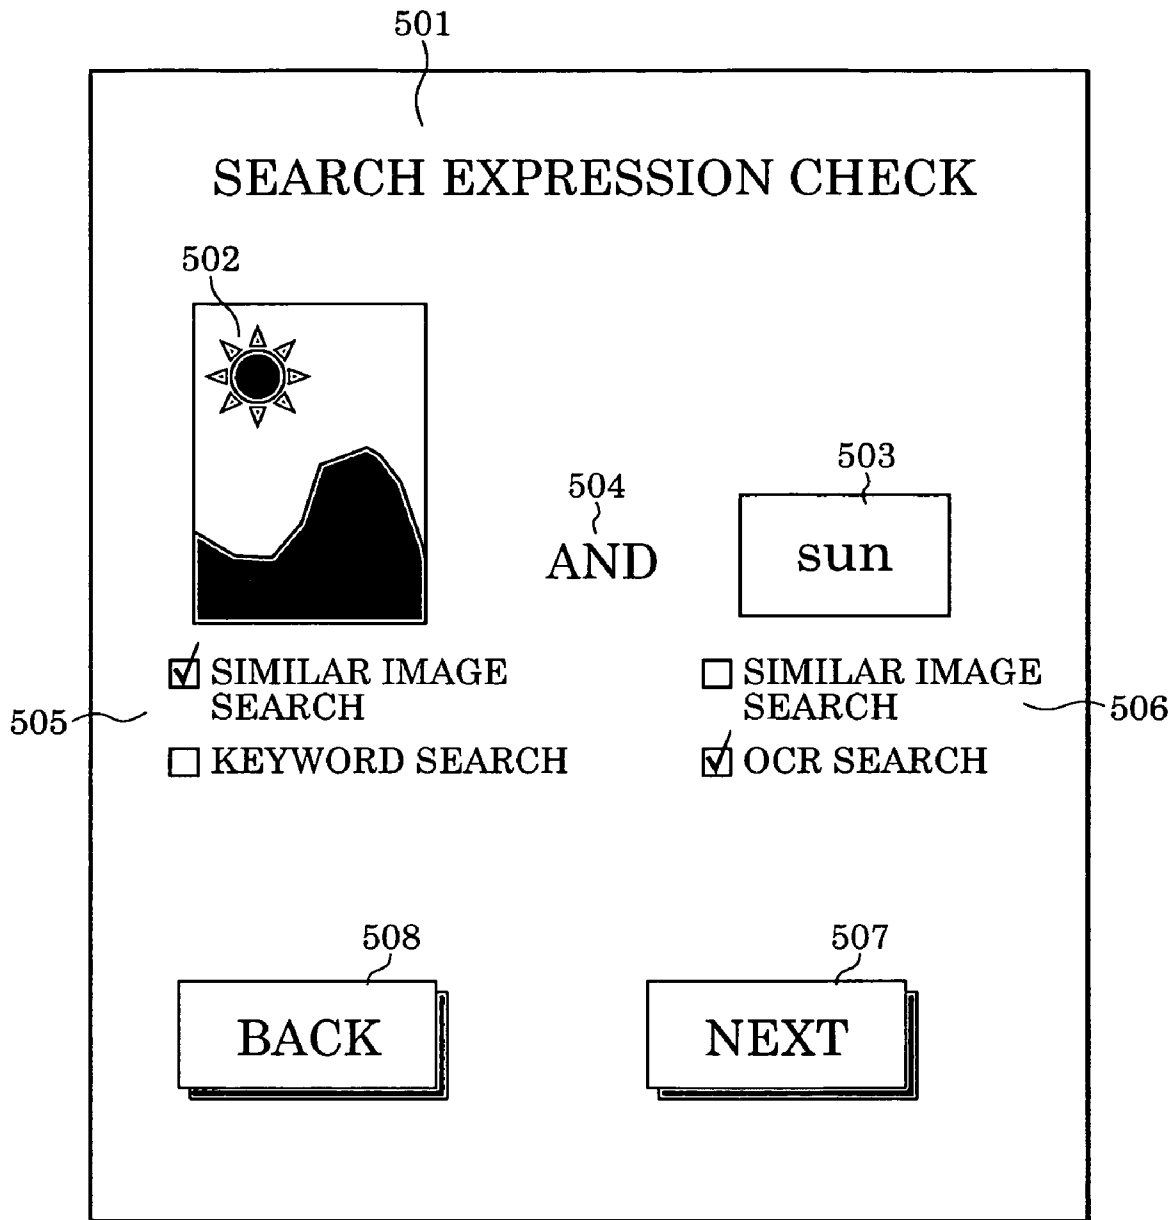 501
SEARCH EXPRESSION CHECK
502
503
504
AND
sun
SIMILAR IMAGE
SEARCH
KEYWORD SEARCH
505
SIMILAR IMAGE
SEARCH
OCR SEARCH
506
508
BACK
507
NEXT